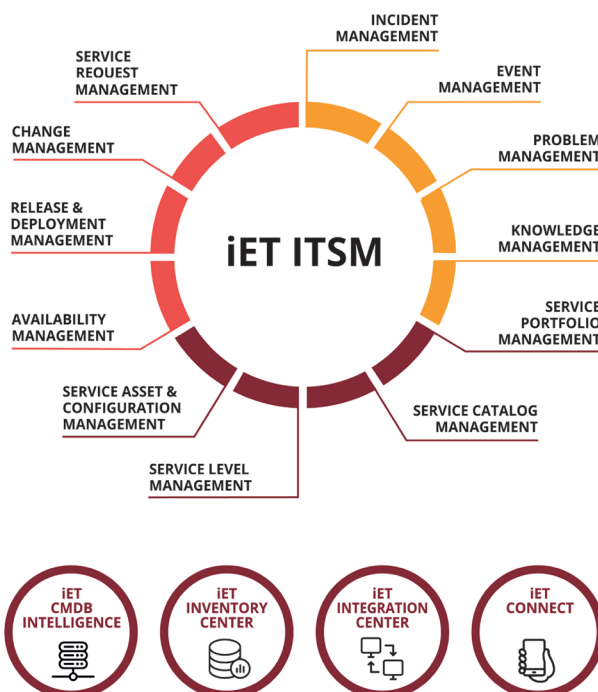 INCIDENT
MANAGEMENT
EVENT
MANAGEMENT
PROBLEM
MANAGEMENT
KNOWLEDGE
MANAGEMENT
SERVICE
PORTFOLIO
MANAGEMENT
SERVICE CATALOG
MANAGEMENT
SERVICE LEVEL
MANAGEMENT
SERVICE ASSET &
CONFIGURATION
MANAGEMENT
AVAILABILITY
MANAGEMENT
RELEASE &
DEPLOYMENT
MANAGEMENT
CHANGE
MANAGEMENT
SERVICE
REQUEST
MANAGEMENT
iET ITSM
iET
CMDB
INTELLIGENCE
iET
INVENTORY
CENTER
iET
INTEGRATION
CENTER
iET
CONNECT